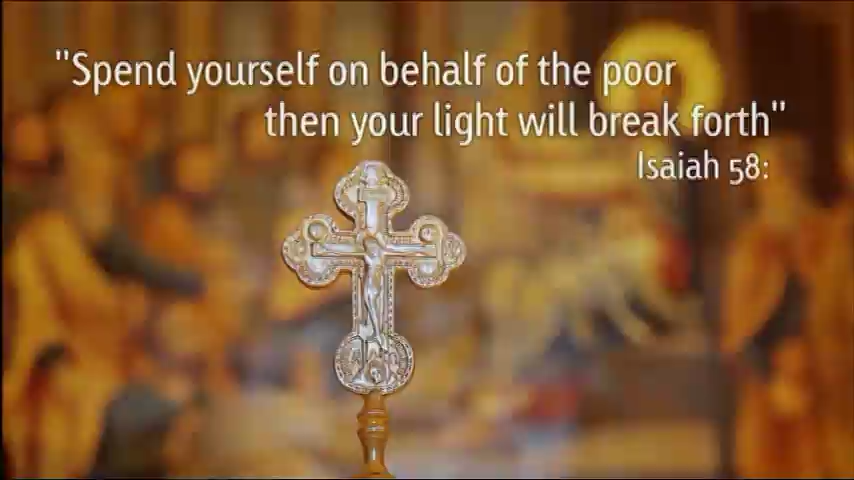 "Spend yourself on behalf of the poor
then your light will break forth"
Isaiah 58: